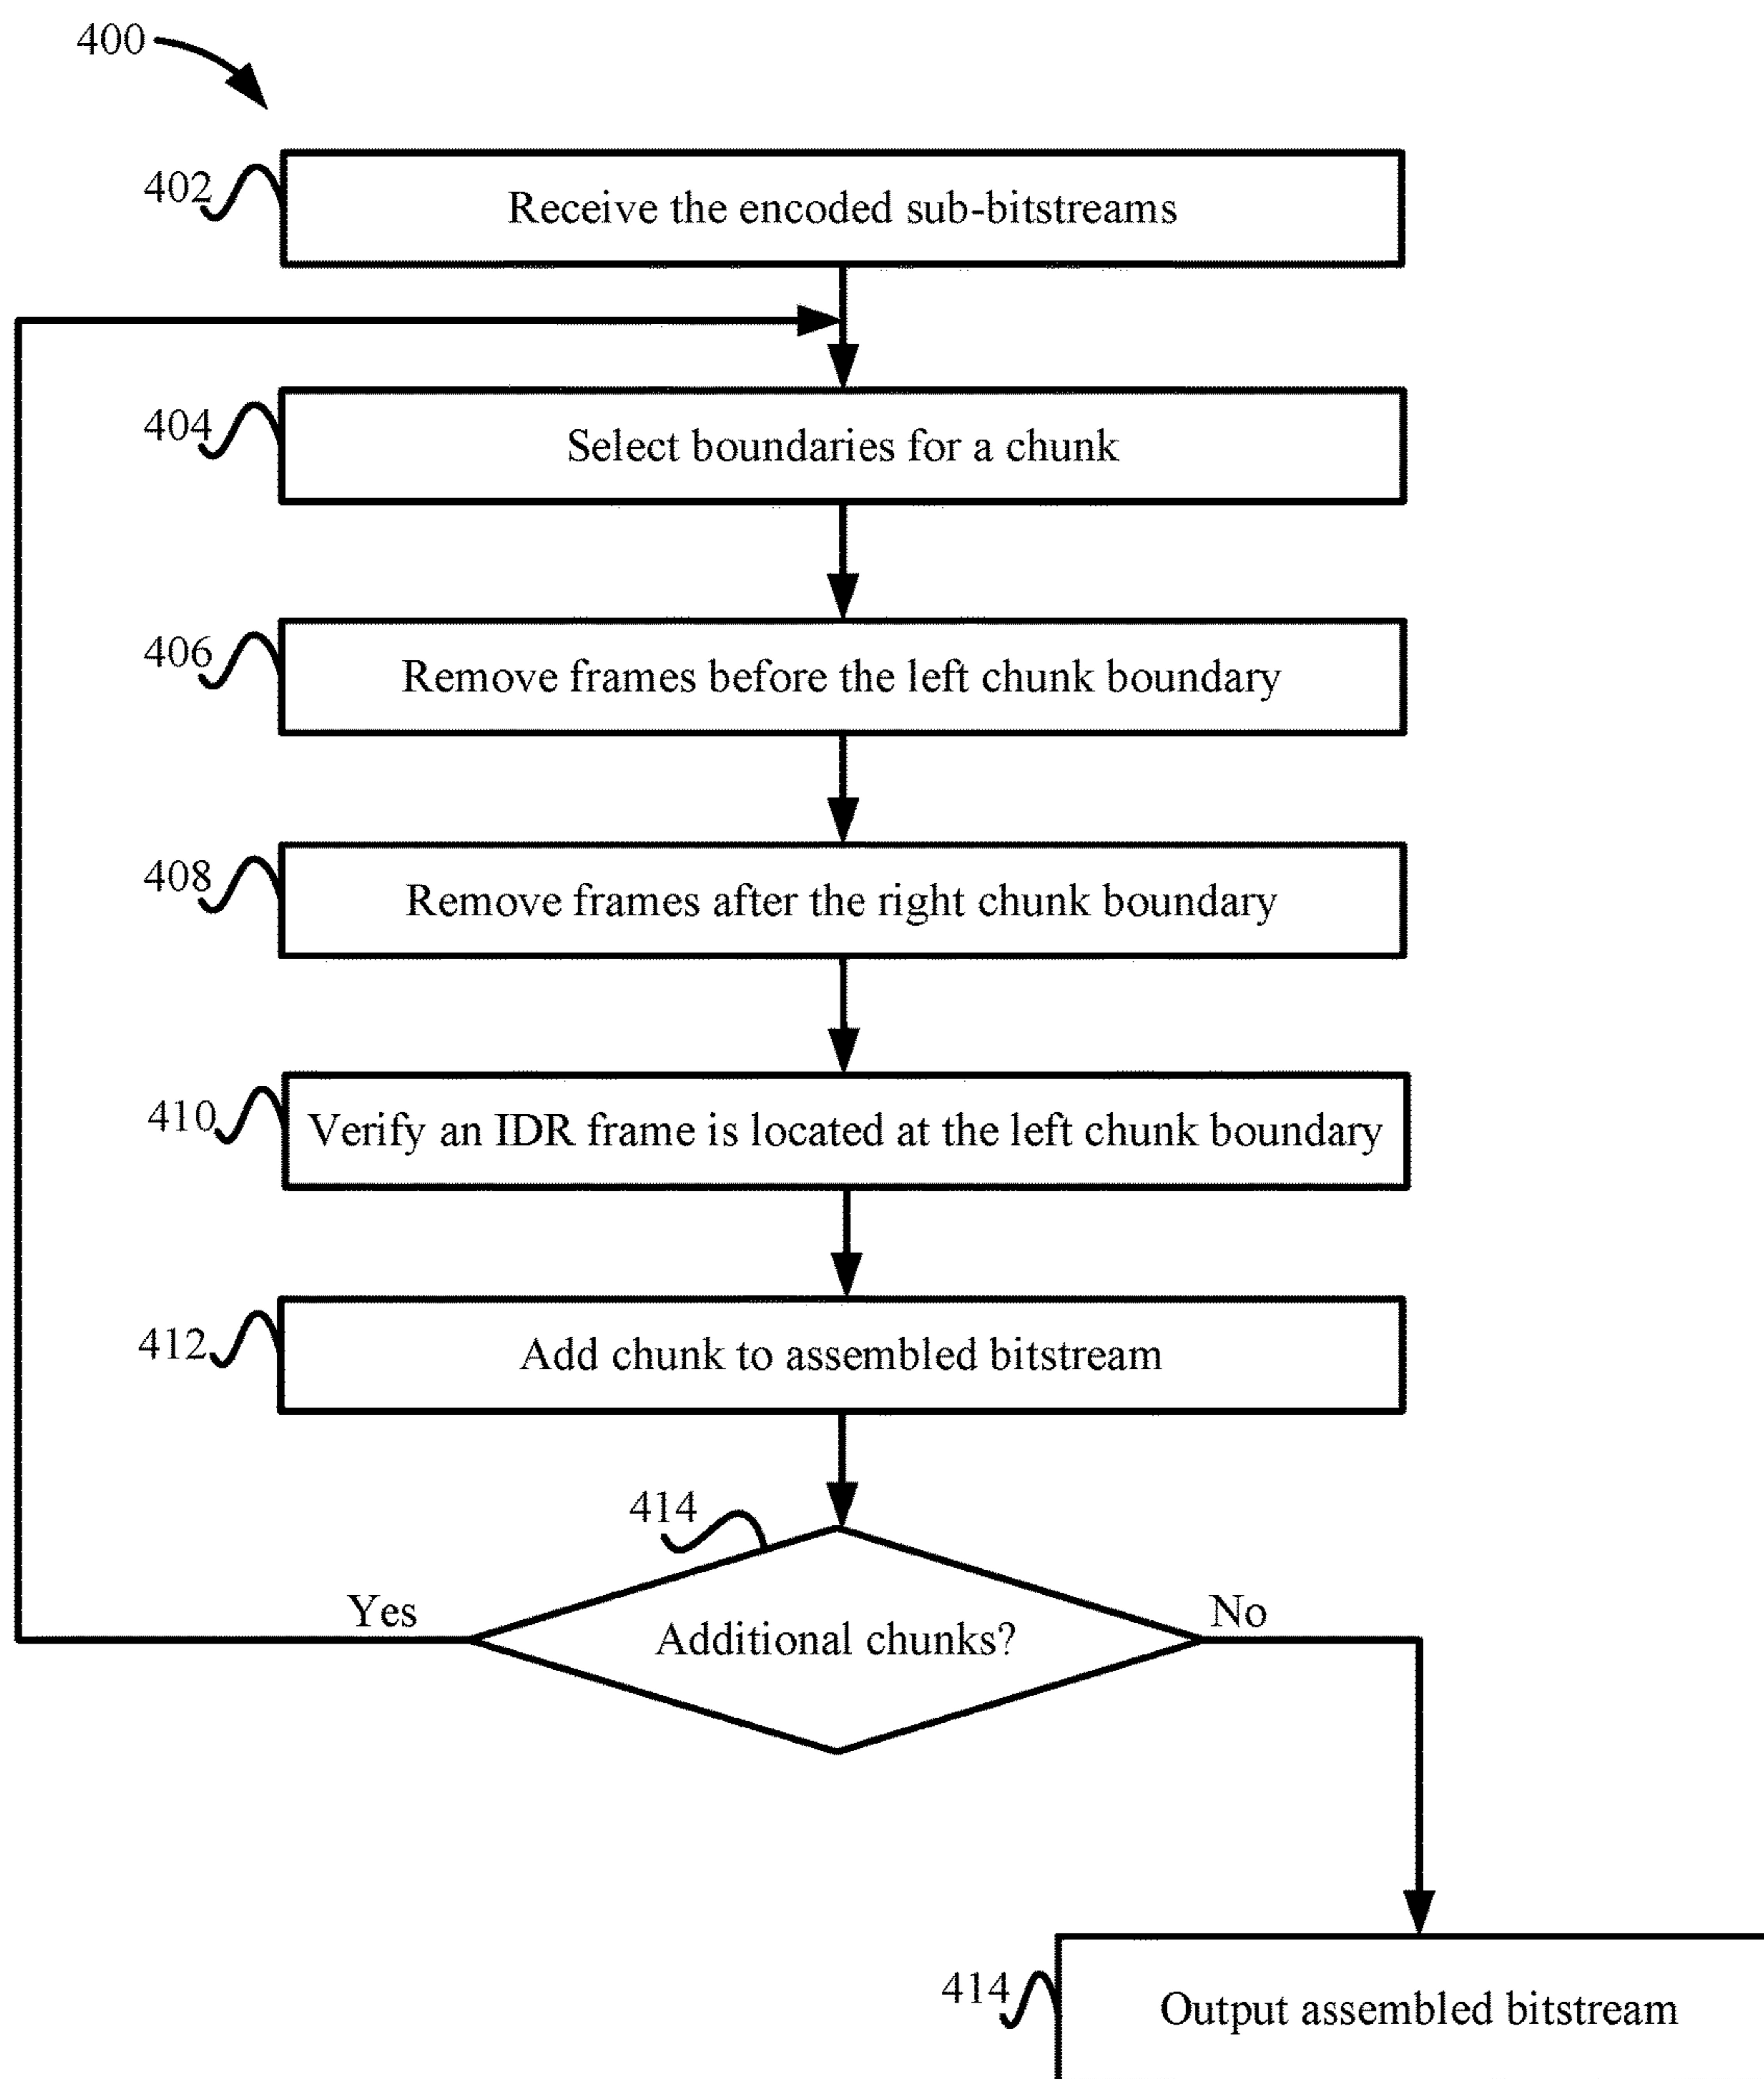 400
402
Receive the encoded sub-bitstreams
404
Select boundaries for a chunk
406
Remove frames before the left chunk boundary
408
Remove frames after the right chunk boundary
410
Verify an IDR frame is located at the left chunk boundary
412
Add chunk to assembled bitstream
414
Yes
Additional chunks?
No
414
Output assembled bitstream